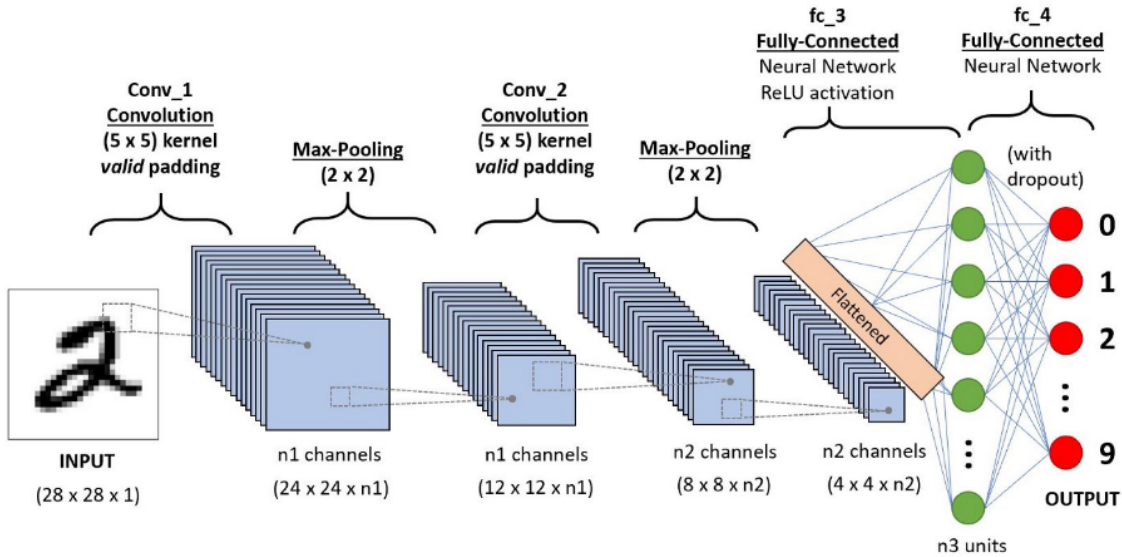 fc_3
Fully-Connected
Neural Network
ReLU activation
fc_4
Fully-Connected
Neural Network
Conv_1
Convolution
(5 x 5) kernel
valid padding
Max-Pooling
(2 x 2)
Conv_2
Convolution
(5 x 5) kernel
valid padding
Max-Pooling
(2 x 2)
(with
dropout)
Flattened
0
1
2
9
2
INPUT
(28 x 28 x 1)
n1 channels
(24 x 24 x n1)
n1 channels
(12 x 12 x n1)
n2 channels
(8 x 8 x n2)
n2 channels
(4 x 4 x n2)
OUTPUT
n3 units